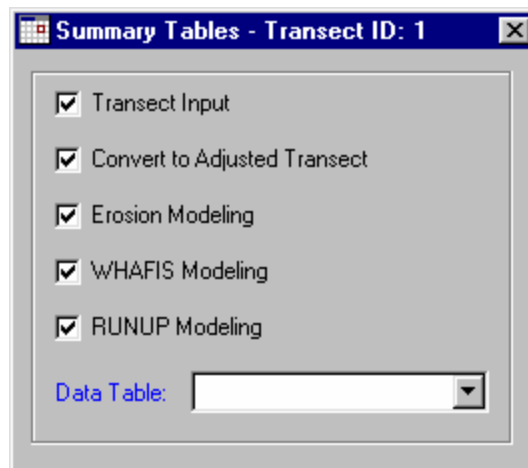 Summary Tables - Transect ID: 1
Transect Input
Convert to Adjusted Transect
Erosion Modeling
WHAFIS Modeling
RUNUP Modeling
Data Table: